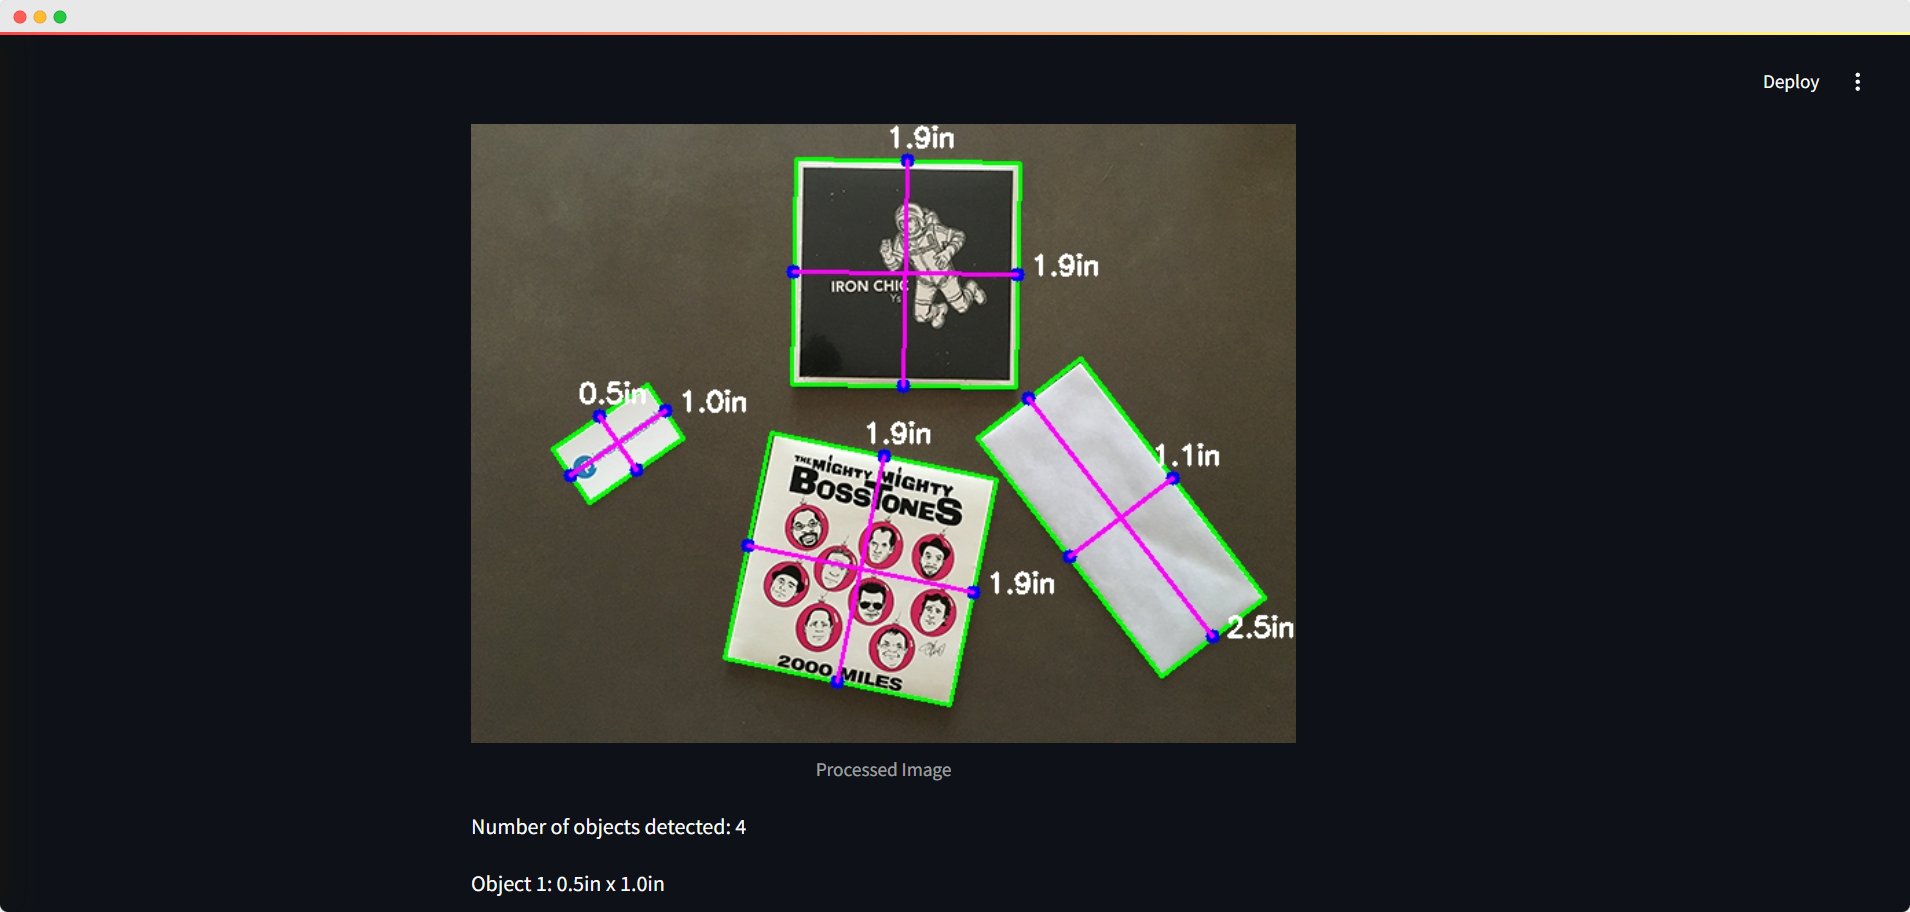 Deploy
1.9in
1.9in
IRON CHIC
Ys
0.5in
1.0in
1.9in
1.1in
THE MIGHTY MIGHTY
BOSSTONES
1.9in
2.5in
2000 MILES
Processed Image
Number of objects detected: 4
Object 1: 0.5in x 1.0in